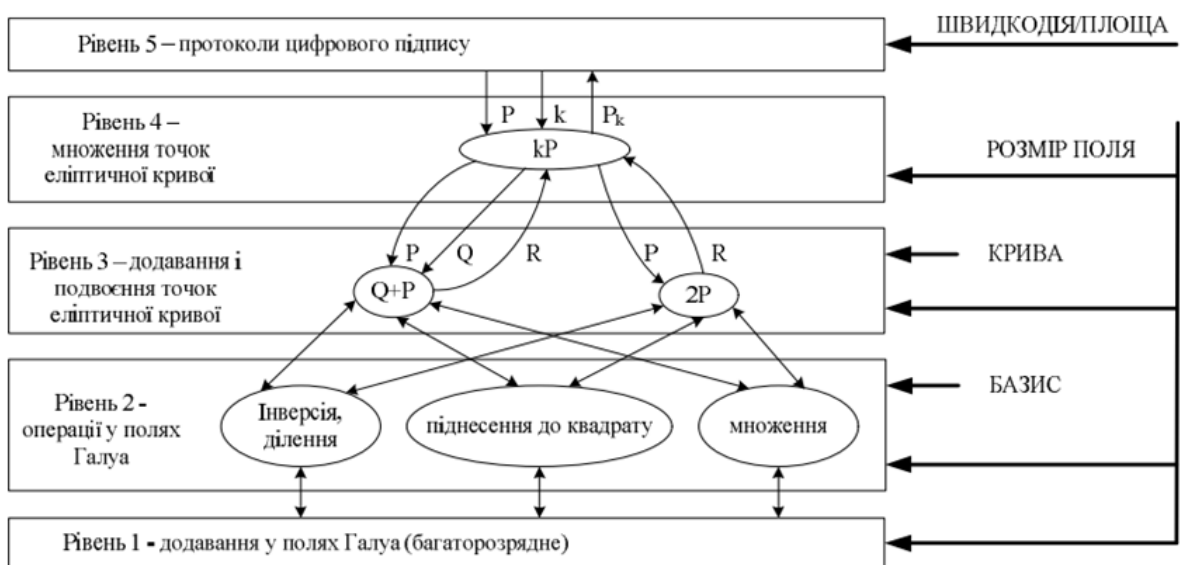 Рівень 5 – протоколи цифрового підпису
ШВИДКОДІЯ/ПЛОЩА
P k Pk
Рівень 4 –
множення точок
еліптичної кривої
kP
РОЗМІР ПОЛЯ
P Q R P R
Рівень 3 – додавання і
подвоєння точок
еліптичної кривої
Q+P
2P
КРИВА
Рівень 2 -
операції у полях
Галуа
Інверсія,
ділення
піднесення до квадрату
множення
БАЗИС
Рівень 1 - додавання у полях Галуа (багаторозрядне)